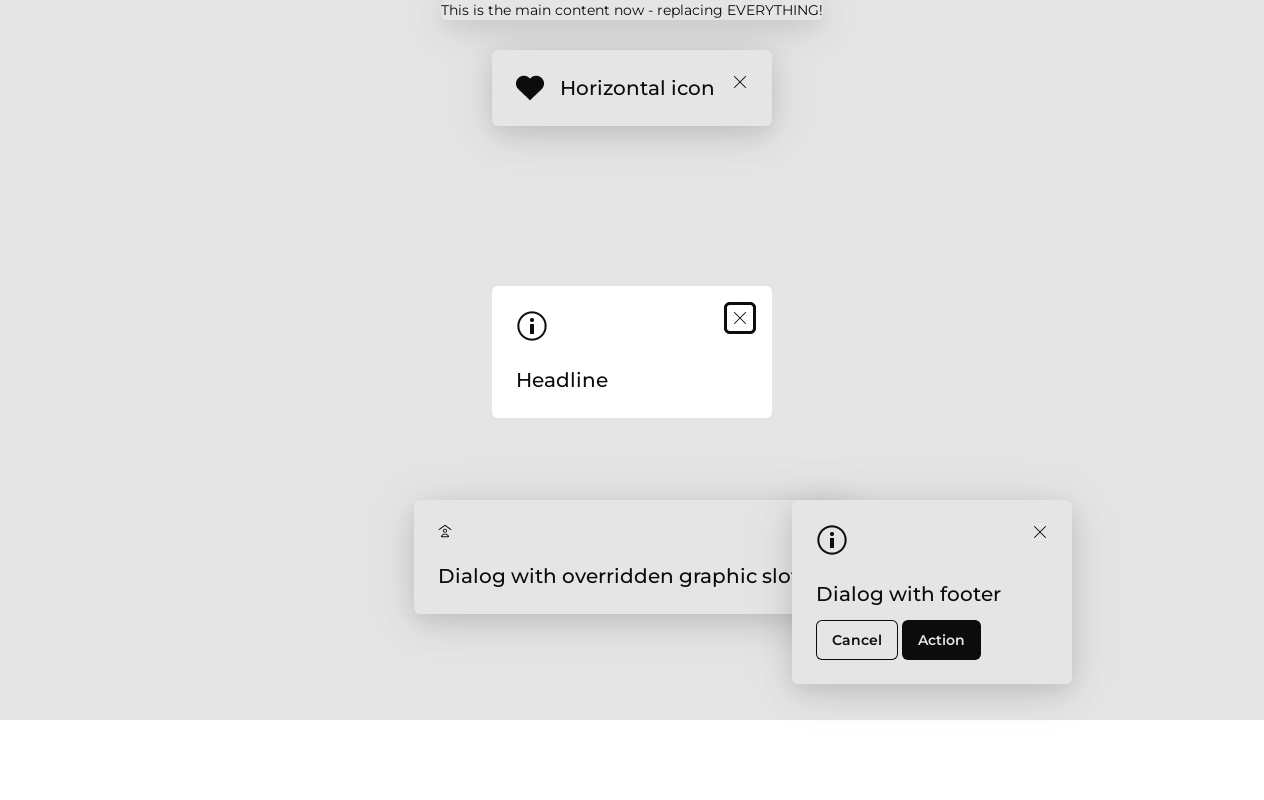 This is the main content now - replacing EVERYTHING!
Horizontal icon
Headline
Dialog with overridden graphic slot
Dialog with footer
Cancel
Action